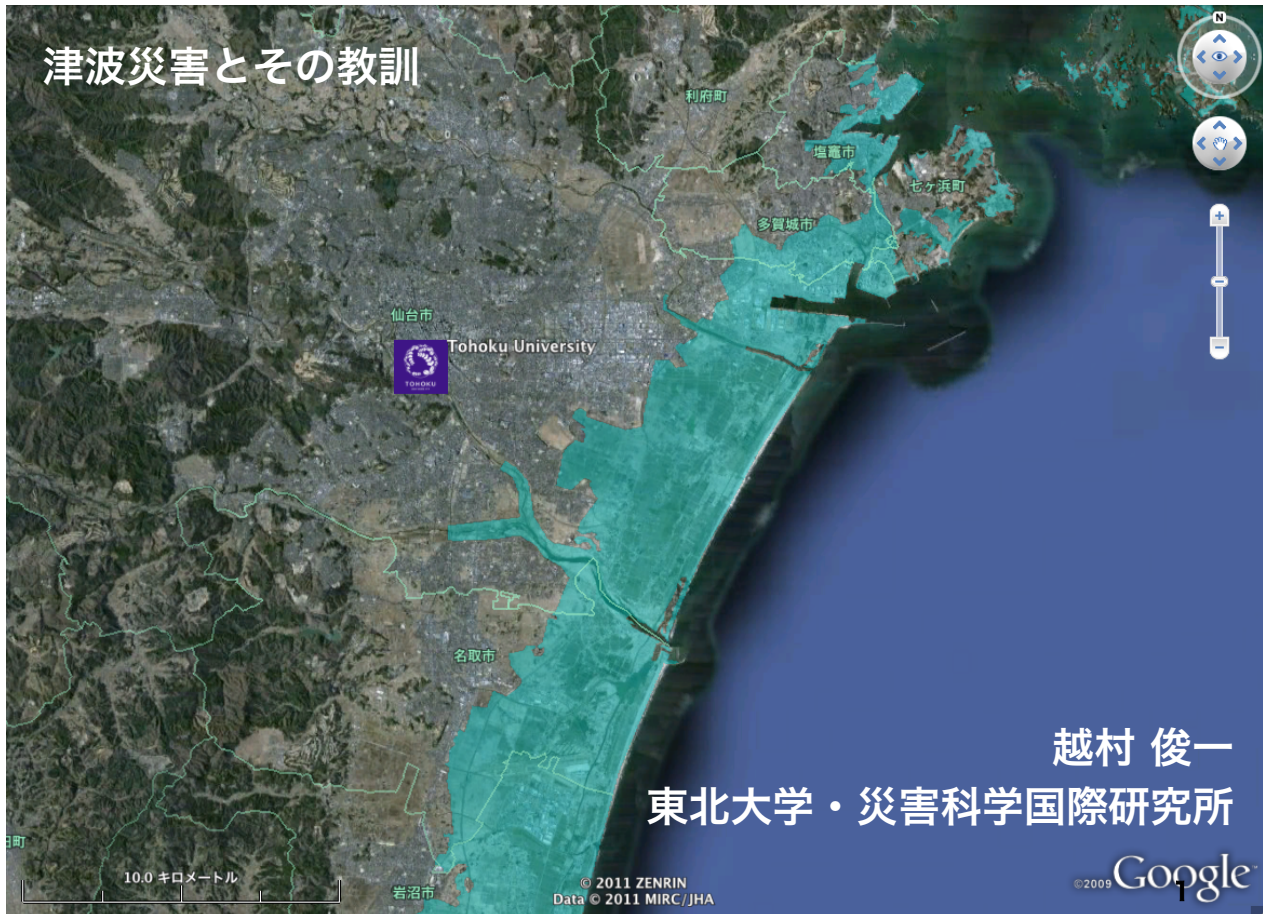 津波災害とその教訓
N
利府町
塩竈市
七ヶ浜町
多賀城市
仙台市
Tohoku University
TOHOKU
名取市
越村 俊一
東北大学・災害科学国際研究所
田町
10.0 キロメートル
岩沼市
© 2011 ZENRIN
Data © 2011 MIRC/JHA
©2009 Google
1